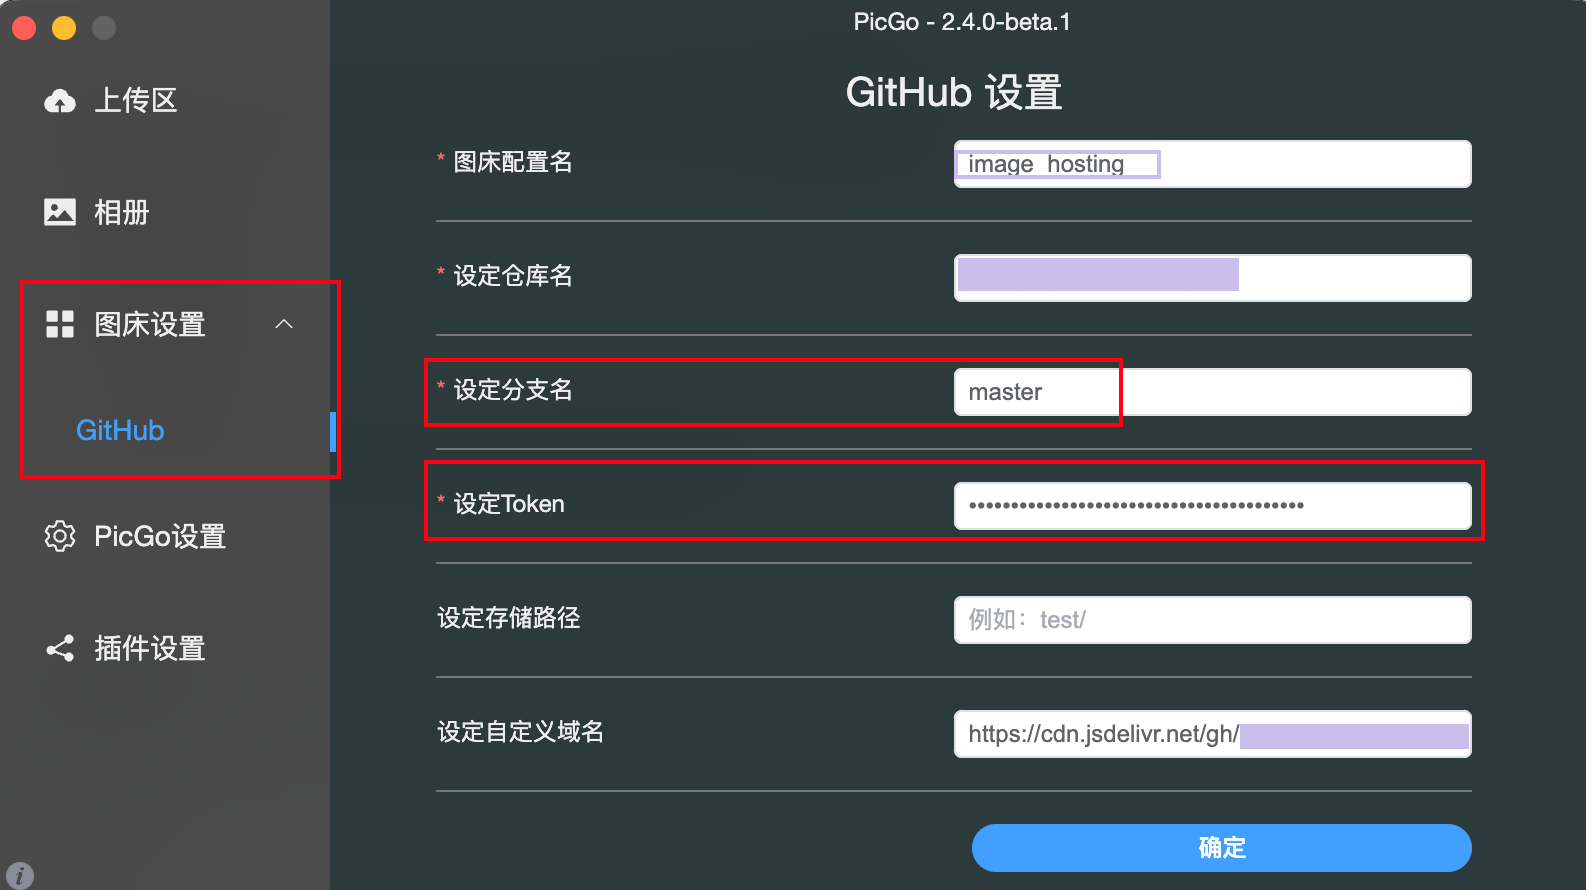 PicGo - 2.4.0-beta.1
上传区
相册
图床设置
GitHub
PicGo设置
插件设置
GitHub 设置
* 图床配置名
image_hosting
* 设定仓库名
* 设定分支名
master
* 设定Token
••••••••••••••••••••••••••••••••••••••••
设定存储路径
例如：test/
设定自定义域名
https://cdn.jsdelivr.net/gh/
确定